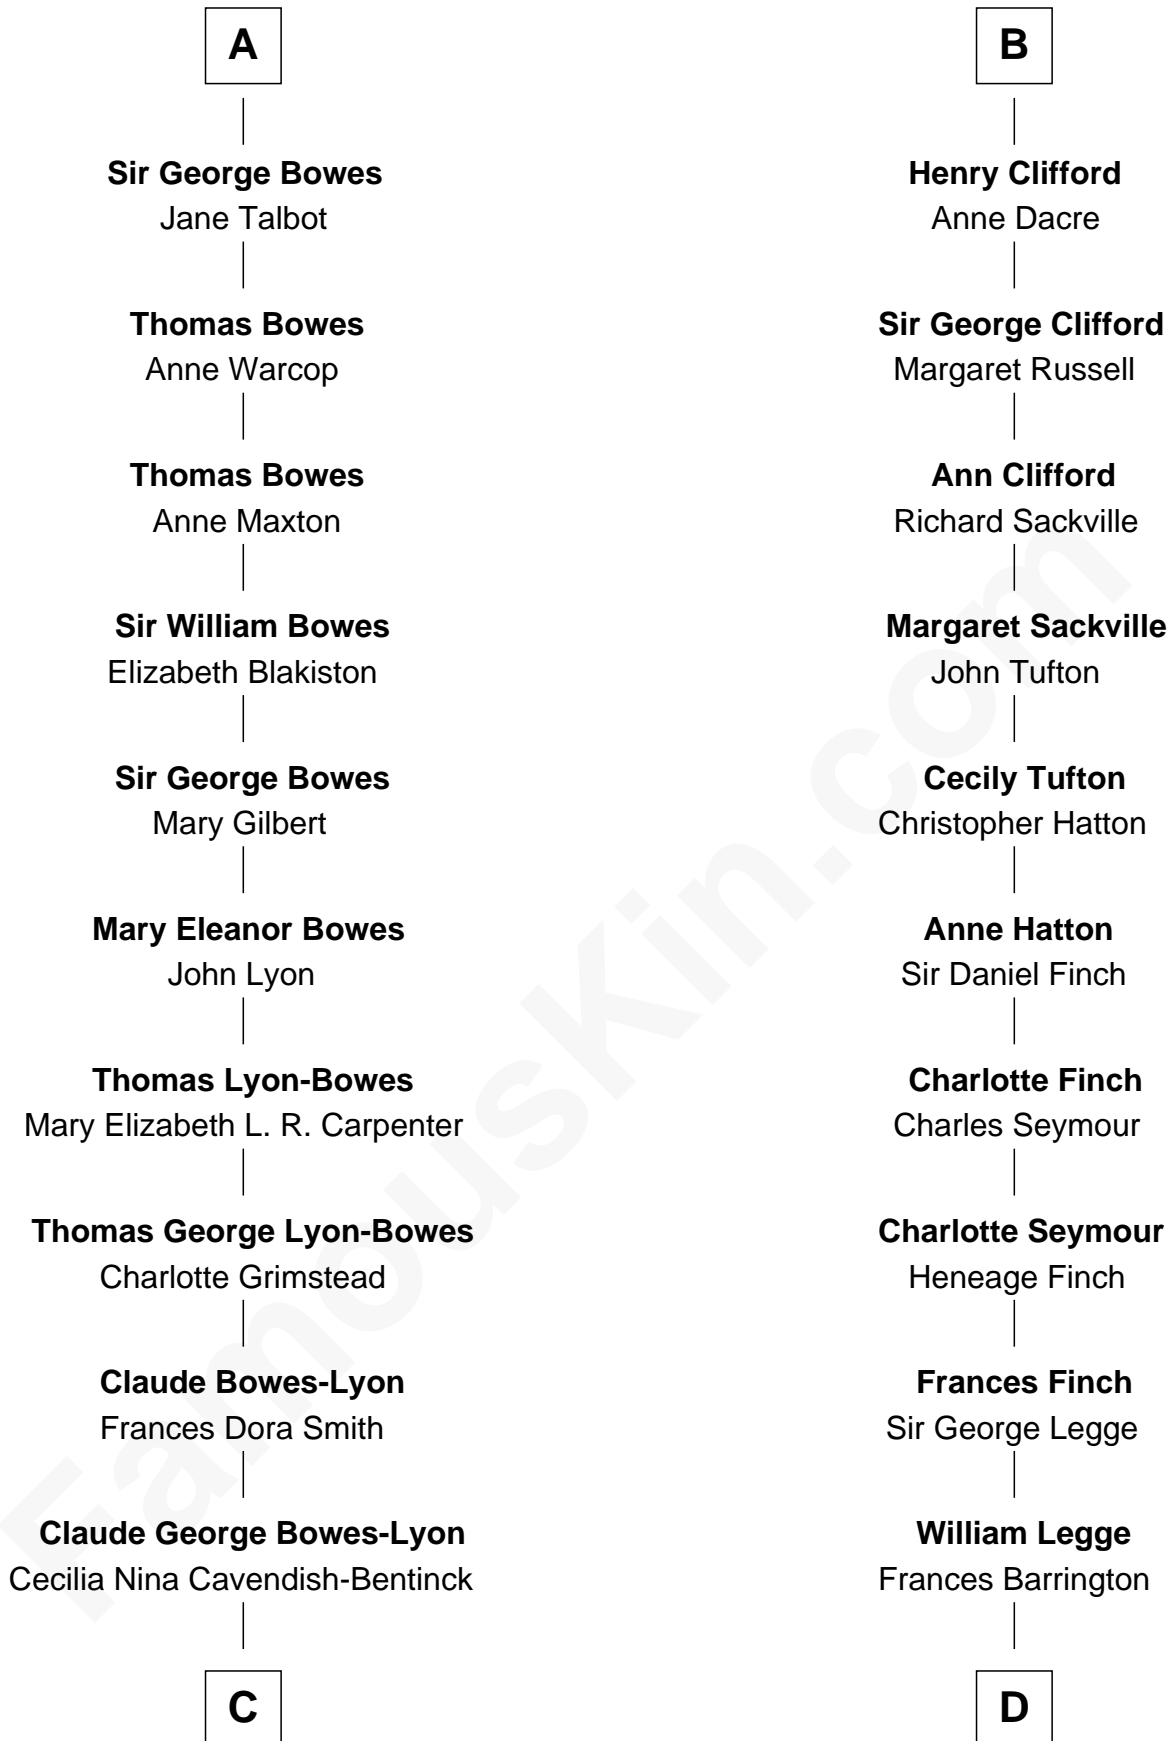 A
Sir George Bowes
Jane Talbot
Thomas Bowes
Anne Warcop
Thomas Bowes
Anne Maxton
Sir William Bowes
Elizabeth Blakiston
Sir George Bowes
Mary Gilbert
Mary Eleanor Bowes
John Lyon
Thomas Lyon-Bowes
Mary Elizabeth L. R. Carpenter
Thomas George Lyon-Bowes
Charlotte Grimstead
Claude Bowes-Lyon
Frances Dora Smith
Claude George Bowes-Lyon
Cecilia Nina Cavendish-Bentinck
C
B
Henry Clifford
Anne Dacre
Sir George Clifford
Margaret Russell
Ann Clifford
Richard Sackville
Margaret Sackville
John Tufton
Cecily Tufton
Christopher Hatton
Anne Hatton
Sir Daniel Finch
Charlotte Finch
Charles Seymour
Charlotte Seymour
Heneage Finch
Frances Finch
Sir George Legge
William Legge
Frances Barrington
D
FamousKin.com